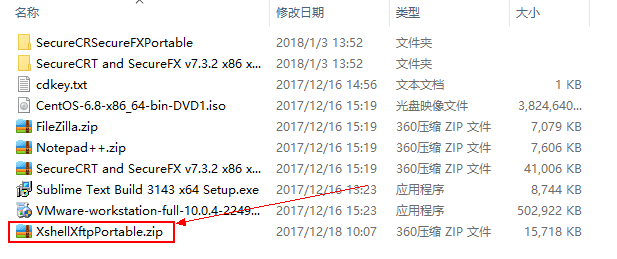 名称 修改日期 类型 大小
SecureCRSecureFXPortable 2018/1/3 13:52 文件夹
SecureCRT and SecureFX v7.3.2 x86 x... 2018/1/3 13:52 文件夹
cdkey.txt 2017/12/16 14:56 文本文档 1 KB
CentOS-6.8-x86_64-bin-DVD1.iso 2017/12/16 15:19 光盘映像文件 3,824,640...
FileZilla.zip 2017/12/16 15:19 360压缩 ZIP 文件 7,079 KB
Notepad++.zip 2017/12/16 15:19 360压缩 ZIP 文件 7,606 KB
SecureCRT and SecureFX v7.3.2 x86 x... 2017/12/16 15:19 360压缩 ZIP 文件 41,006 KB
Sublime Text Build 3143 x64 Setup.exe 2017/12/16 13:23 应用程序 8,744 KB
VMware-workstation-full-10.0.4-2249... 2017/12/16 15:23 应用程序 502,922 KB
XshellXftpPortable.zip 2017/12/18 10:07 360压缩 ZIP 文件 15,718 KB